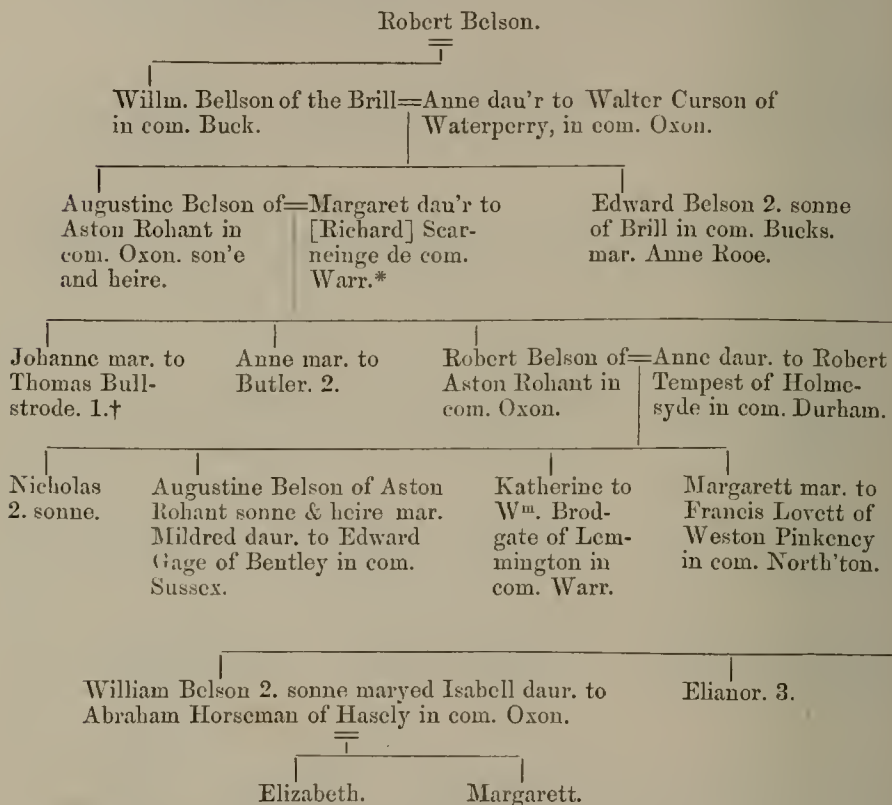 Robert Belson.
Willm. Bellson of the Brill=Anne dau'r to Walter Curson of
in com. Buck.
Waterperry, in com. Oxon.
Augustine Belson of=Margaret dau'r to
Aston Rohant in
com. Oxon. son'e
and heire.
[Richard] Scar-
neinge de com.
Warr.*
Edward Belson 2. sonne
of Brill in com. Bucks.
mar. Anne Rooe.
Johanne mar. to
Thomas Bull-
strode. 1.†
Anne mar. to
Butler. 2.
Robert Belson of=Anne daur. to Robert
Aston Rohant in
com. Oxon.
Tempest of Holme-
syde in com. Durham.
Nicholas
2. sonne.
Augustine Belson of Aston
Rohant sonne & heire mar.
Mildred daur. to Edward
Gage of Bentley in com.
Sussex.
Katherine to
Wm. Brod-
gate of Lem-
mington in
com. Warr.
Margarett mar. to
Francis Lovett of
Weston Pinkeney
in com. North'ton.
William Belson 2. sonne maryed Isabell daur. to
Abraham Horseman of Hasely in com. Oxon.
Elianor. 3.
Elizabeth.
Margarett.